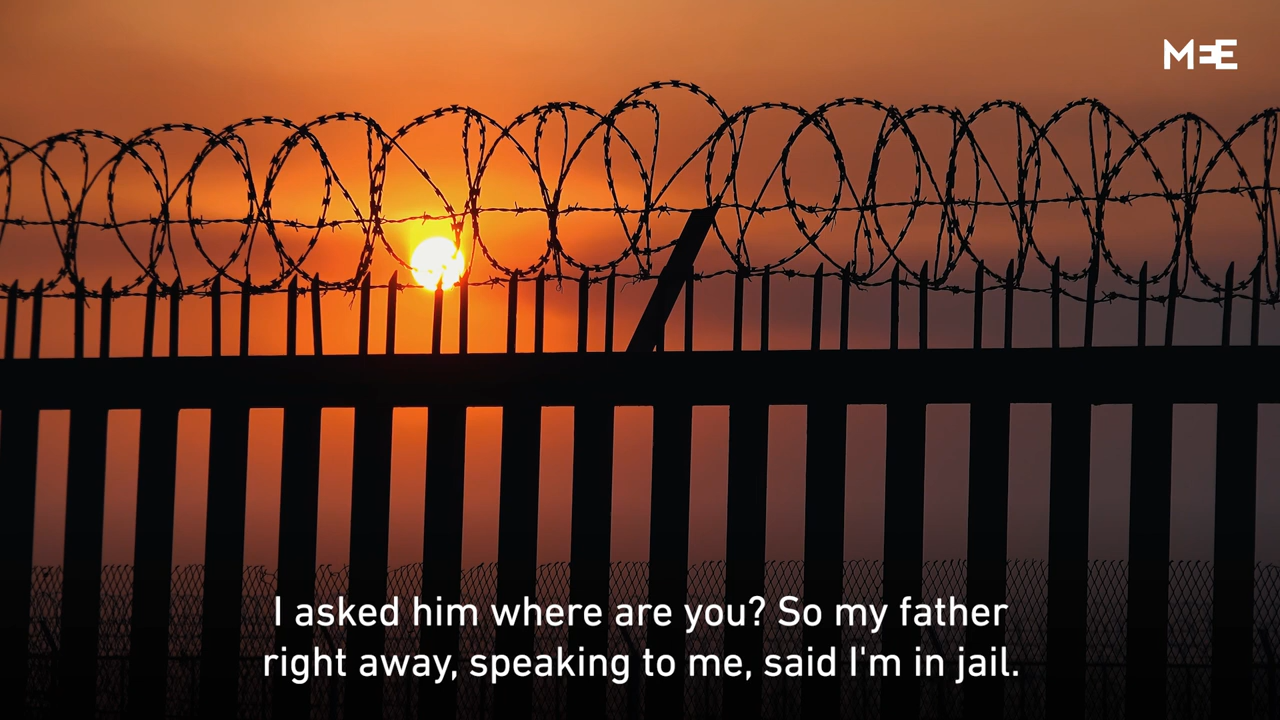 MEE
I asked him where are you? So my father
right away, speaking to me, said I'm in jail.